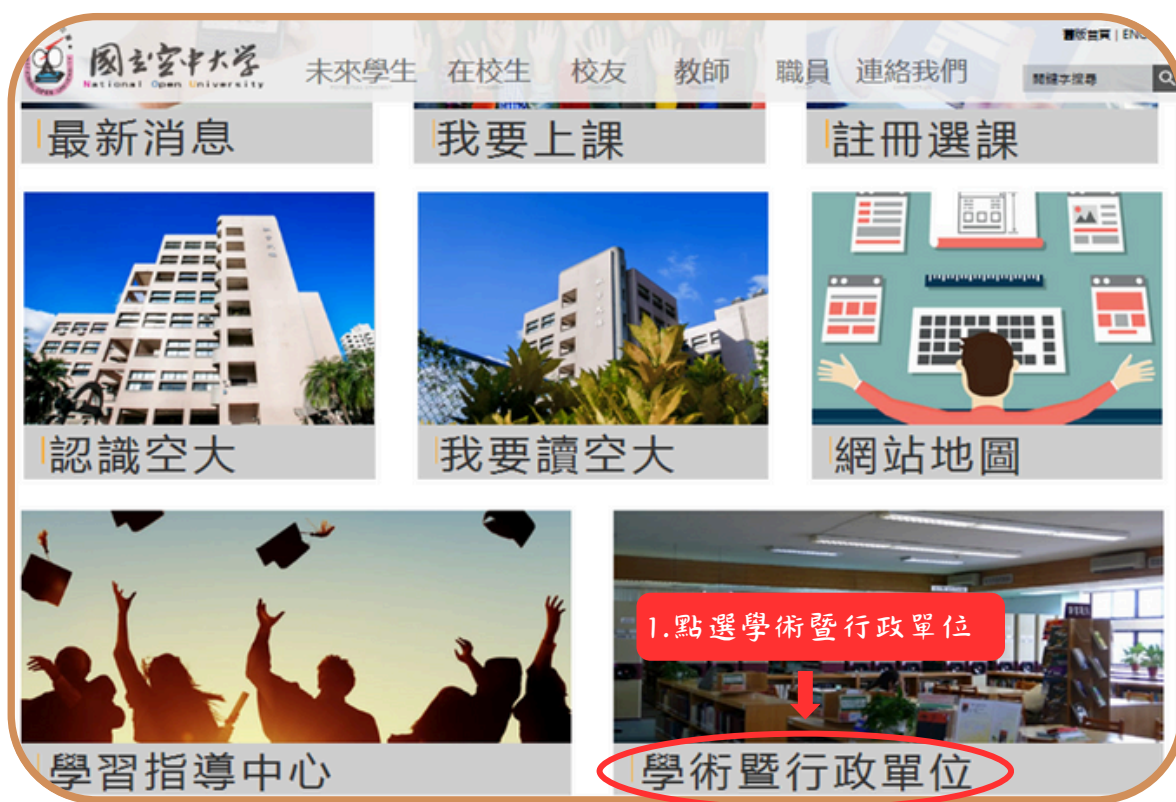 舊版首頁 | ENG
國立空中大學
National Open University
未來學生 在校生 校友 教師 職員 連絡我們
關鍵字搜尋
最新消息
我要上課
註冊選課
認識空大
我要讀空大
網站地圖
1.點選學術暨行政單位
學習指導中心
學術暨行政單位